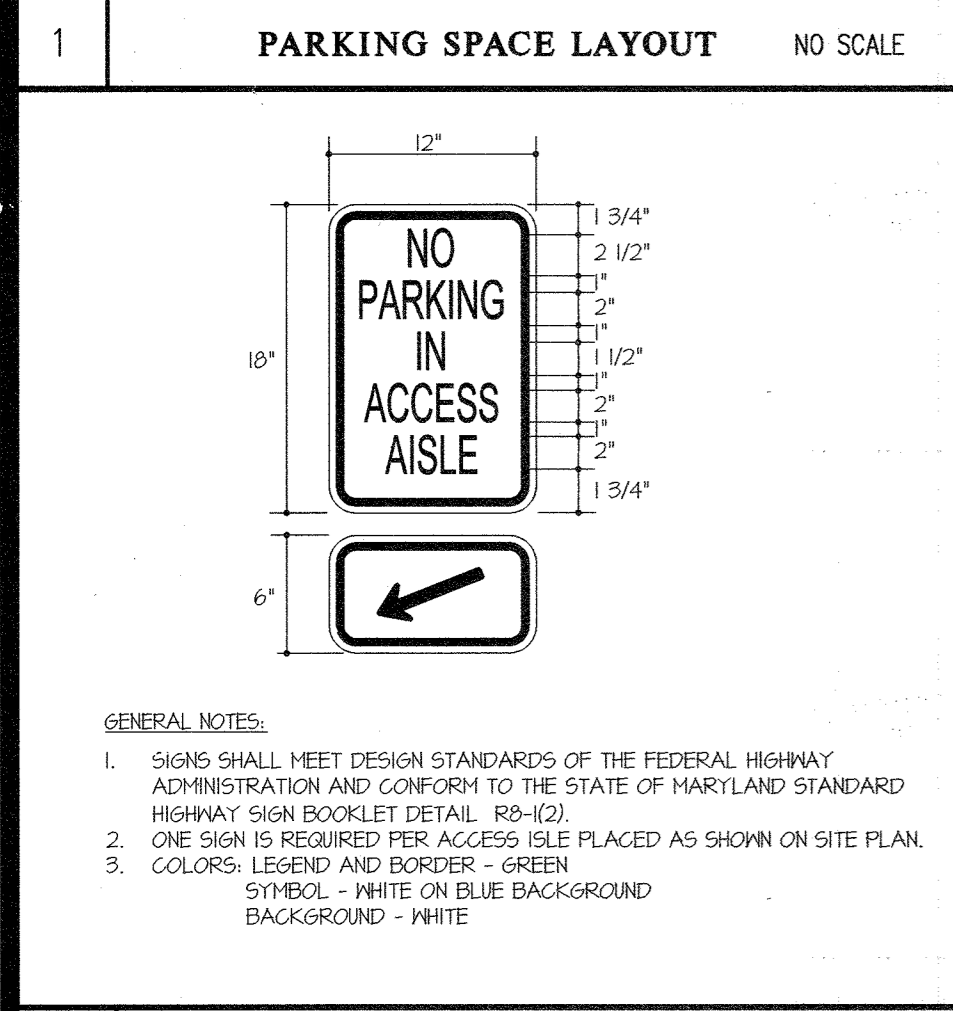 1 PARKING SPACE LAYOUT NO SCALE
12"
18"
NO
PARKING
IN
ACCESS
AISLE
1 3/4"
2 1/2"
1"
2"
1"
1 1/2"
1"
2"
1"
2"
1 3/4"
6"
GENERAL NOTES:
1. SIGNS SHALL MEET DESIGN STANDARDS OF THE FEDERAL HIGHWAY
ADMINISTRATION AND CONFORM TO THE STATE OF MARYLAND STANDARD
HIGHWAY SIGN BOOKLET DETAIL R8-1(2).
2. ONE SIGN IS REQUIRED PER ACCESS ISLE PLACED AS SHOWN ON SITE PLAN.
3. COLORS: LEGEND AND BORDER - GREEN
SYMBOL - WHITE ON BLUE BACKGROUND
BACKGROUND - WHITE